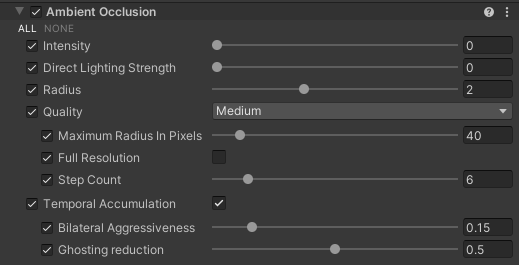 Ambient Occlusion
ALL NONE
Intensity 0
Direct Lighting Strength 0
Radius 2
Quality Medium
Maximum Radius In Pixels 40
Full Resolution
Step Count 6
Temporal Accumulation
Bilateral Aggressiveness 0.15
Ghosting reduction 0.5